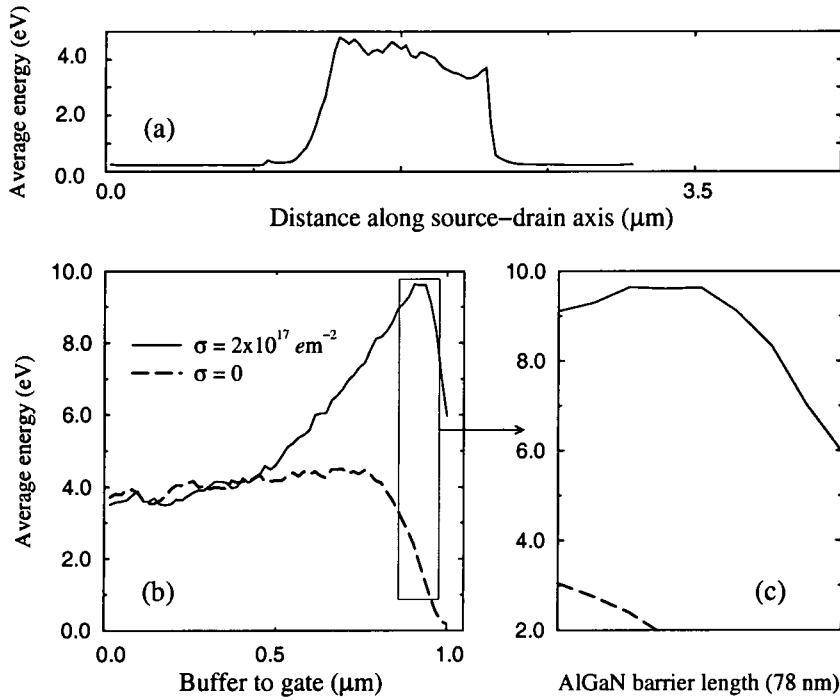 Average energy (eV)
4.0
2.0
0.0
(a)
0.0
3.5
Distance along source−drain axis (μm)
10.0
8.0
6.0
4.0
2.0
0.0
Average energy (eV)
σ = 2x10¹⁷ em⁻²
σ = 0
(b)
0.0
0.5
1.0
Buffer to gate (μm)
10.0
8.0
6.0
4.0
2.0
(c)
AlGaN barrier length (78 nm)